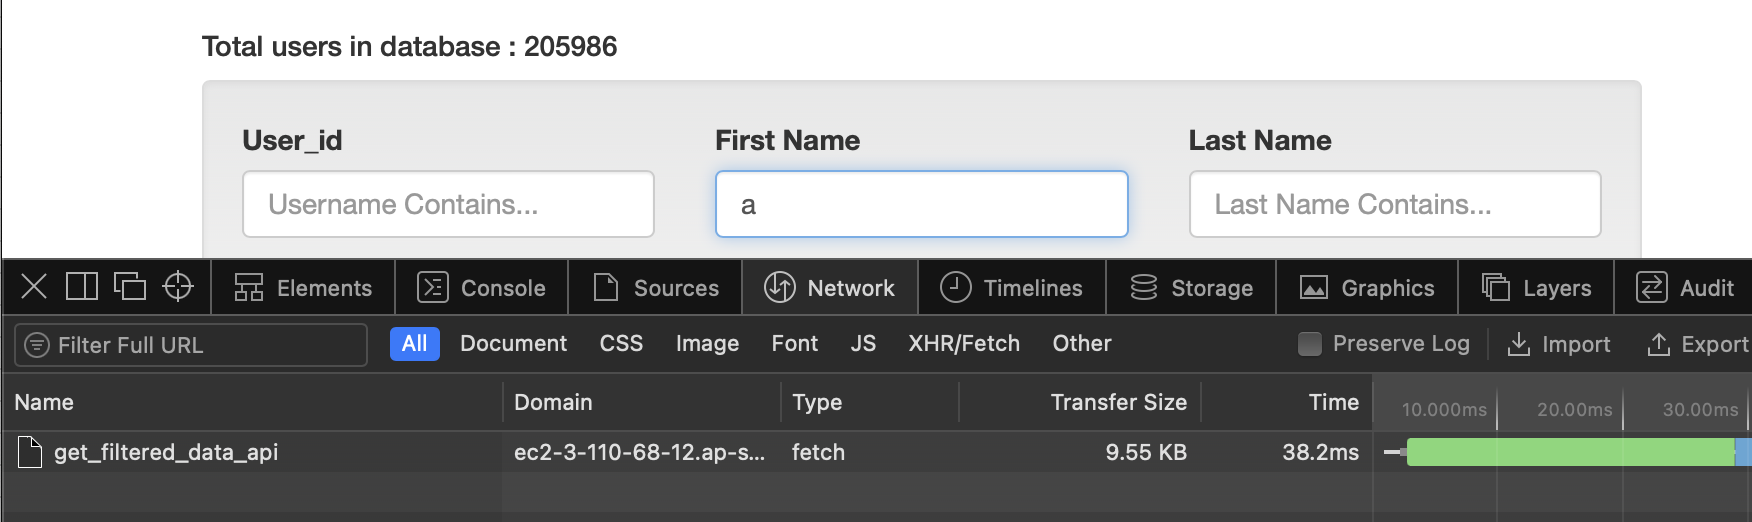 Total users in database : 205986
User_id First Name Last Name
Username Contains... a Last Name Contains...
Elements Console Sources Network Timelines Storage Graphics Layers Audit
Filter Full URL All Document CSS Image Font JS XHR/Fetch Other Preserve Log Import Export
Name Domain Type Transfer Size Time 10.000ms 20.00ms 30.00ms
get_filtered_data_api ec2-3-110-68-12.ap-s... fetch 9.55 KB 38.2ms